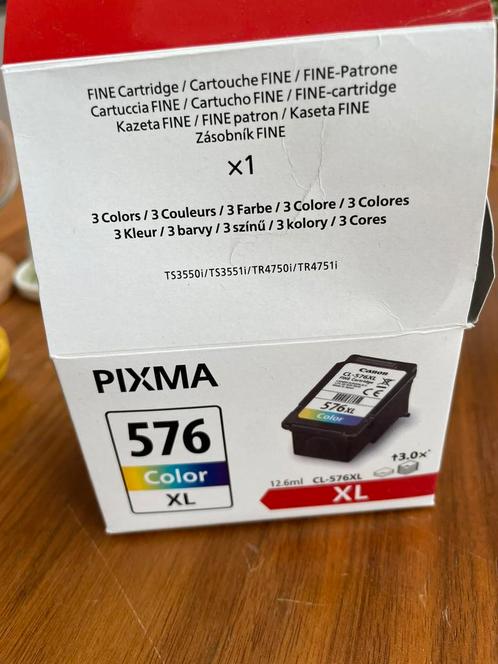 FINE Cartridge / Cartouche FINE / FINE-Patrone
Cartuccia FINE / Cartucho FINE / FINE-cartridge
Kazeta FINE / FINE patron / Kaseta FINE
Zásobník FINE
x1
3 Colors / 3 Couleurs / 3 Farbe / 3 Colore / 3 Colores
3 Kleur / 3 barvy / 3 színű / 3 kolory / 3 Cores
TS3550i/TS3551i/TR4750i/TR4751i
PIXMA
576
Color
XL
Canon
CL-576XL
FINE Cartridge
576XL
↑3.0x*
12.6ml CL-576XL
XL